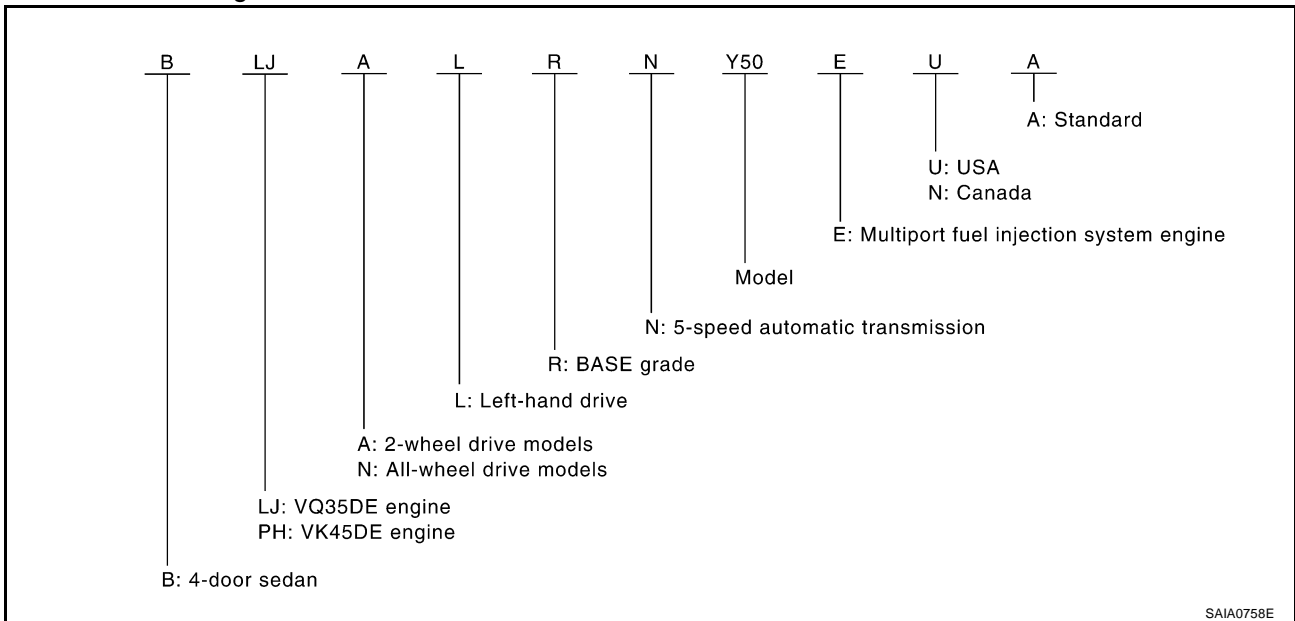 B LJ A L R N Y50 E U A
A: Standard
U: USA
N: Canada
E: Multiport fuel injection system engine
Model
N: 5-speed automatic transmission
R: BASE grade
L: Left-hand drive
A: 2-wheel drive models
N: All-wheel drive models
LJ: VQ35DE engine
PH: VK45DE engine
B: 4-door sedan
SAIA0758E